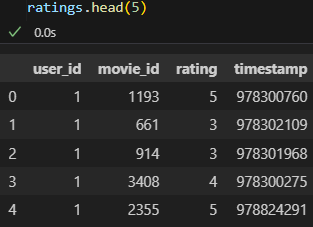 ratings.head(5)
0.0s
user_id movie_id rating timestamp
0 1 1193 5 978300760
1 1 661 3 978302109
2 1 914 3 978301968
3 1 3408 4 978300275
4 1 2355 5 978824291